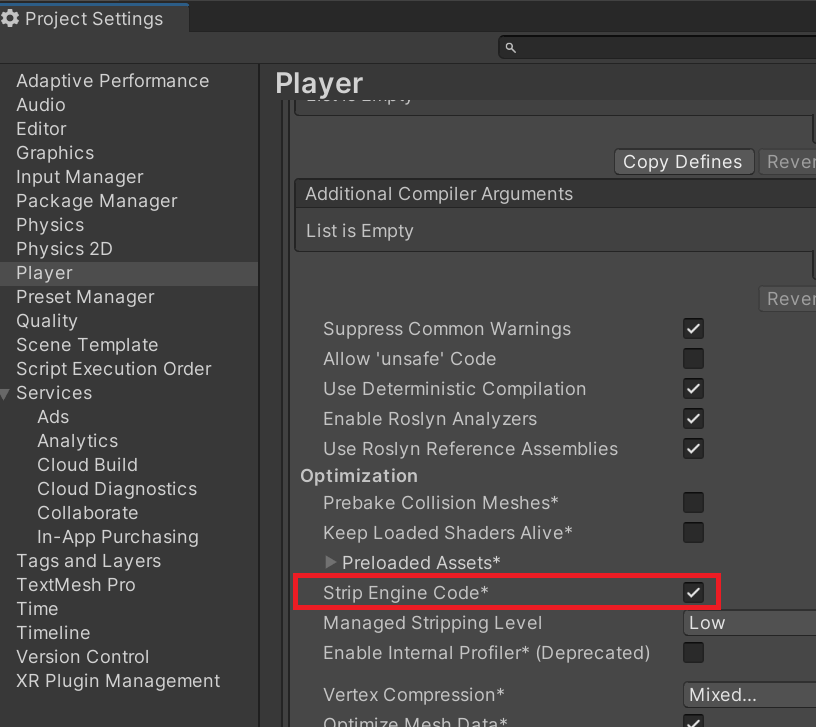 Project Settings
Adaptive Performance
Audio
Editor
Graphics
Input Manager
Package Manager
Physics
Physics 2D
Player
Preset Manager
Quality
Scene Template
Script Execution Order
Services
Ads
Analytics
Cloud Build
Cloud Diagnostics
Collaborate
In-App Purchasing
Tags and Layers
TextMesh Pro
Time
Timeline
Version Control
XR Plugin Management
Player
List is Empty
Copy Defines Rever
Additional Compiler Arguments
List is Empty
Rever
Suppress Common Warnings
Allow 'unsafe' Code
Use Deterministic Compilation
Enable Roslyn Analyzers
Use Roslyn Reference Assemblies
Optimization
Prebake Collision Meshes*
Keep Loaded Shaders Alive*
Preloaded Assets*
Strip Engine Code*
Managed Stripping Level Low
Enable Internal Profiler* (Deprecated)
Vertex Compression* Mixed...
Optimize Mesh Data*